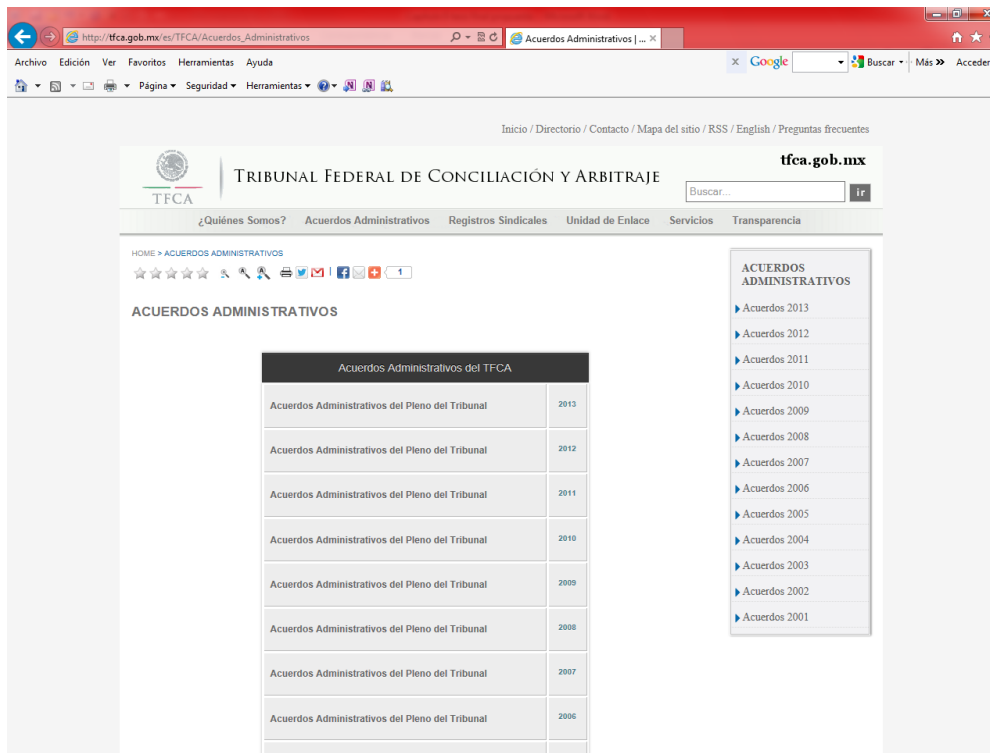 http://tfca.gob.mx/es/TFCA/Acuerdos_Administrativos
Acuerdos Administrativos | ...
Archivo Edición Ver Favoritos Herramientas Ayuda
x Google Buscar Más Acceder
Página Seguridad Herramientas
Inicio / Directorio / Contacto / Mapa del sitio / RSS / English / Preguntas frecuentes
TFCA
TRIBUNAL FEDERAL DE CONCILIACIÓN Y ARBITRAJE
tfca.gob.mx
Buscar... ir
¿Quiénes Somos? Acuerdos Administrativos Registros Sindicales Unidad de Enlace Servicios Transparencia
HOME > ACUERDOS ADMINISTRATIVOS
1
ACUERDOS ADMINISTRATIVOS
Acuerdos Administrativos del TFCA
Acuerdos Administrativos del Pleno del Tribunal 2013
Acuerdos Administrativos del Pleno del Tribunal 2012
Acuerdos Administrativos del Pleno del Tribunal 2011
Acuerdos Administrativos del Pleno del Tribunal 2010
Acuerdos Administrativos del Pleno del Tribunal 2009
Acuerdos Administrativos del Pleno del Tribunal 2008
Acuerdos Administrativos del Pleno del Tribunal 2007
Acuerdos Administrativos del Pleno del Tribunal 2006
ACUERDOS
ADMINISTRATIVOS
Acuerdos 2013
Acuerdos 2012
Acuerdos 2011
Acuerdos 2010
Acuerdos 2009
Acuerdos 2008
Acuerdos 2007
Acuerdos 2006
Acuerdos 2005
Acuerdos 2004
Acuerdos 2003
Acuerdos 2002
Acuerdos 2001